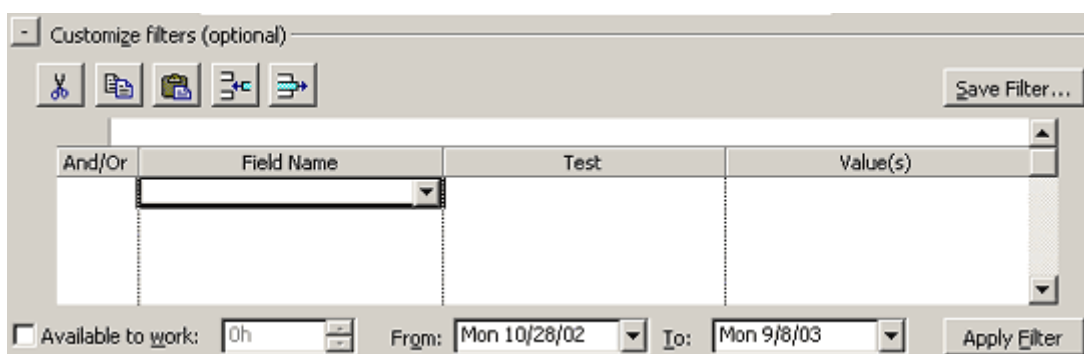 - Customize filters (optional)
Save Filter...
And/Or Field Name Test Value(s)
Available to work: 0h From: Mon 10/28/02 To: Mon 9/8/03 Apply Filter